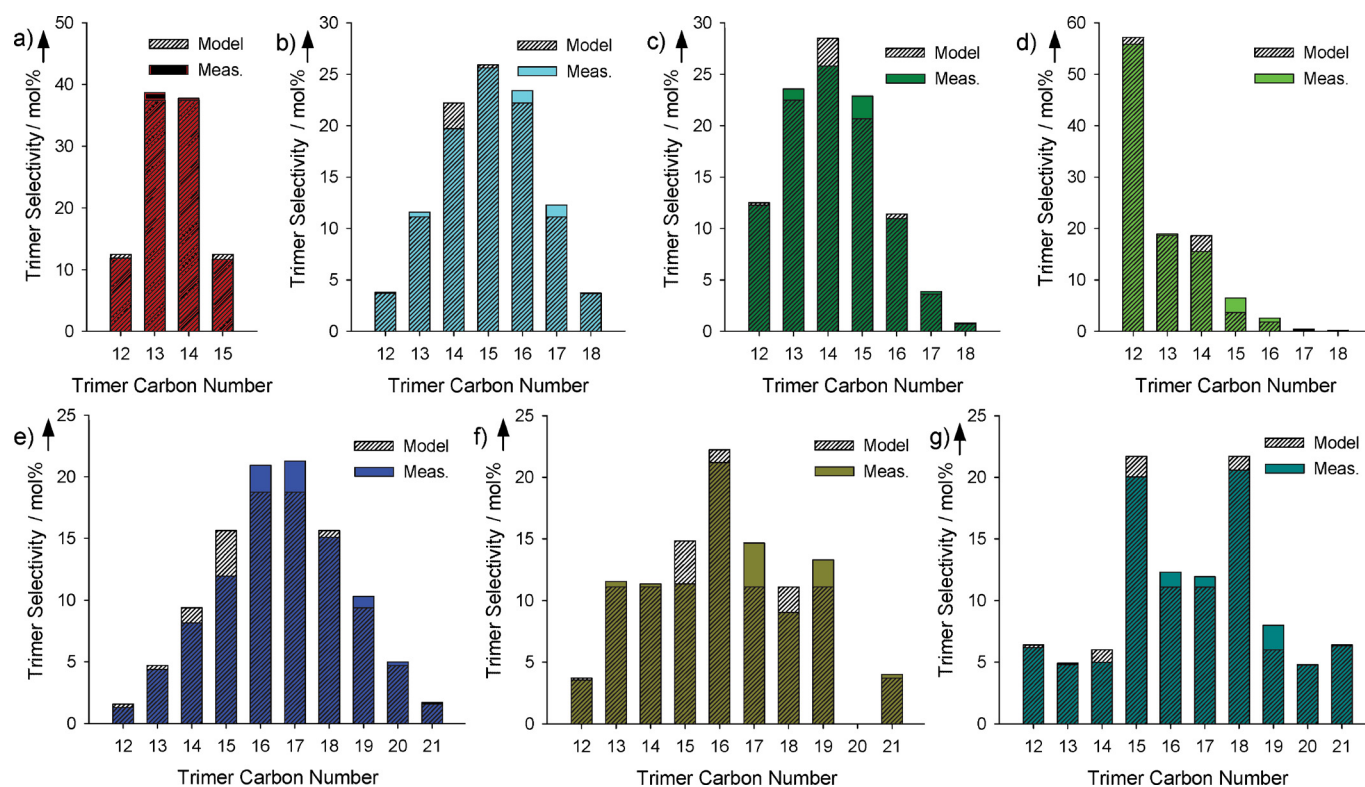 a)
50
40
30
20
10
0
Trimer Selectivity / mol%
Model
Meas.
12 13 14 15
Trimer Carbon Number
b)
30
25
20
15
10
5
0
Trimer Selectivity / mol%
Model
Meas.
12 13 14 15 16 17 18
Trimer Carbon Number
c)
30
25
20
15
10
5
0
Trimer Selectivity / mol%
Model
Meas.
12 13 14 15 16 17 18
Trimer Carbon Number
d)
60
50
40
30
20
10
0
Trimer Selectivity / mol%
Model
Meas.
12 13 14 15 16 17 18
Trimer Carbon Number
e)
25
20
15
10
5
0
Trimer Selectivity / mol%
Model
Meas.
12 13 14 15 16 17 18 19 20 21
Trimer Carbon Number
f)
25
20
15
10
5
0
Trimer Selectivity / mol%
Model
Meas.
12 13 14 15 16 17 18 19 20 21
Trimer Carbon Number
g)
25
20
15
10
5
0
Trimer Selectivity / mol%
Model
Meas.
12 13 14 15 16 17 18 19 20 21
Trimer Carbon Number